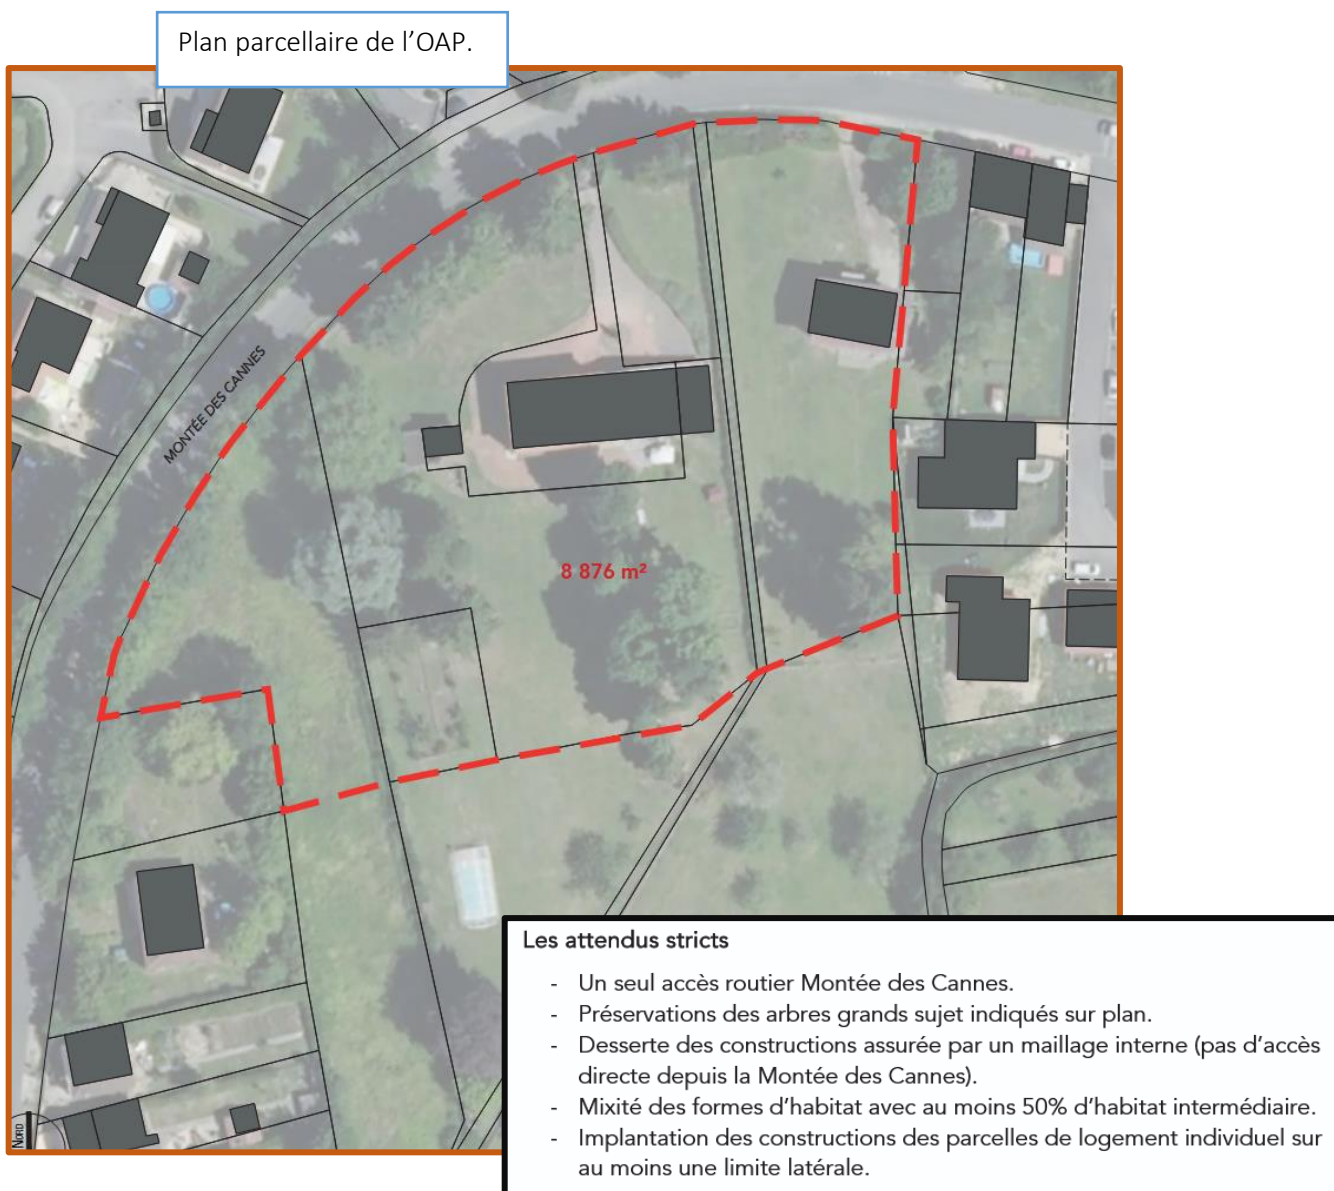 Plan parcellaire de l’OAP.
MONTÉE DES CANNES
8 876 m²
NORD
Les attendus stricts
- Un seul accès routier Montée des Cannes.
- Préservations des arbres grands sujet indiqués sur plan.
- Desserte des constructions assurée par un maillage interne (pas d’accès
directe depuis la Montée des Cannes).
- Mixité des formes d’habitat avec au moins 50% d’habitat intermédiaire.
- Implantation des constructions des parcelles de logement individuel sur
au moins une limite latérale.